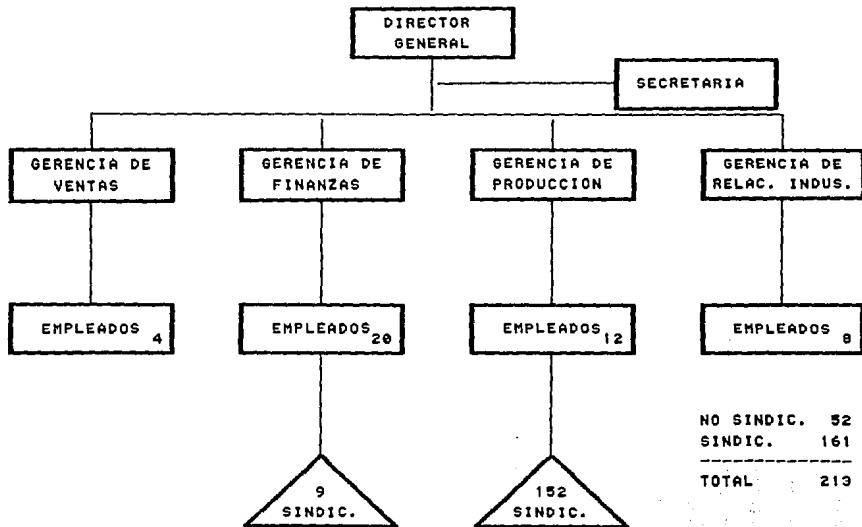 DIRECTOR
GENERAL
SECRETARIA
GERENCIA DE
VENTAS
GERENCIA DE
FINANZAS
GERENCIA DE
PRODUCCION
GERENCIA DE
RELAC. INDUS.
EMPLEADOS 4
EMPLEADOS 20
EMPLEADOS 12
EMPLEADOS 8
9
SINDIC.
152
SINDIC.
NO SINDIC. 52
SINDIC. 161
--------------------
TOTAL 213